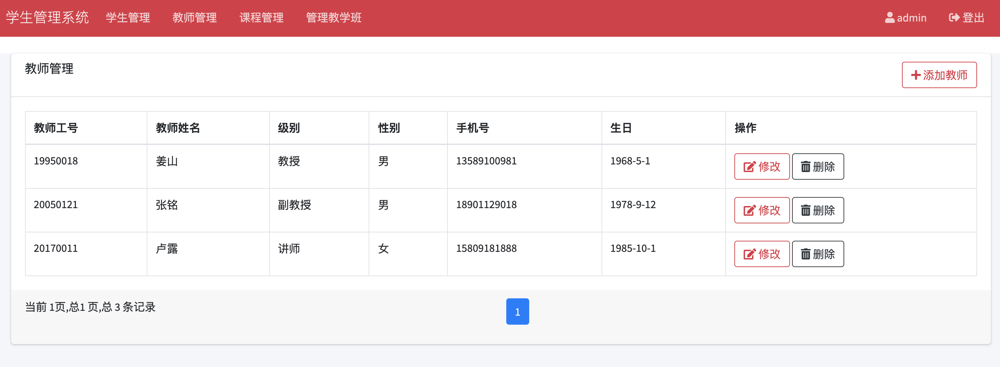 学生管理系统 学生管理 教师管理 课程管理 管理教学班 admin 登出
教师管理 添加教师
教师工号 教师姓名 级别 性别 手机号 生日 操作
19950018 姜山 教授 男 13589100981 1968-5-1 修改 删除
20050121 张铭 副教授 男 18901129018 1978-9-12 修改 删除
20170011 卢露 讲师 女 15809181888 1985-10-1 修改 删除
当前 1页,总1 页,总 3 条记录 1